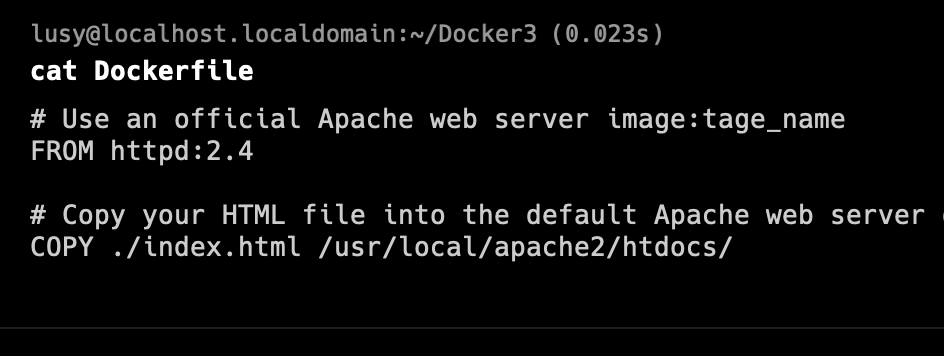 lusy@localhost.localdomain:~/Docker3 (0.023s)
cat Dockerfile
# Use an official Apache web server image:tage_name
FROM httpd:2.4
# Copy your HTML file into the default Apache web server
COPY ./index.html /usr/local/apache2/htdocs/